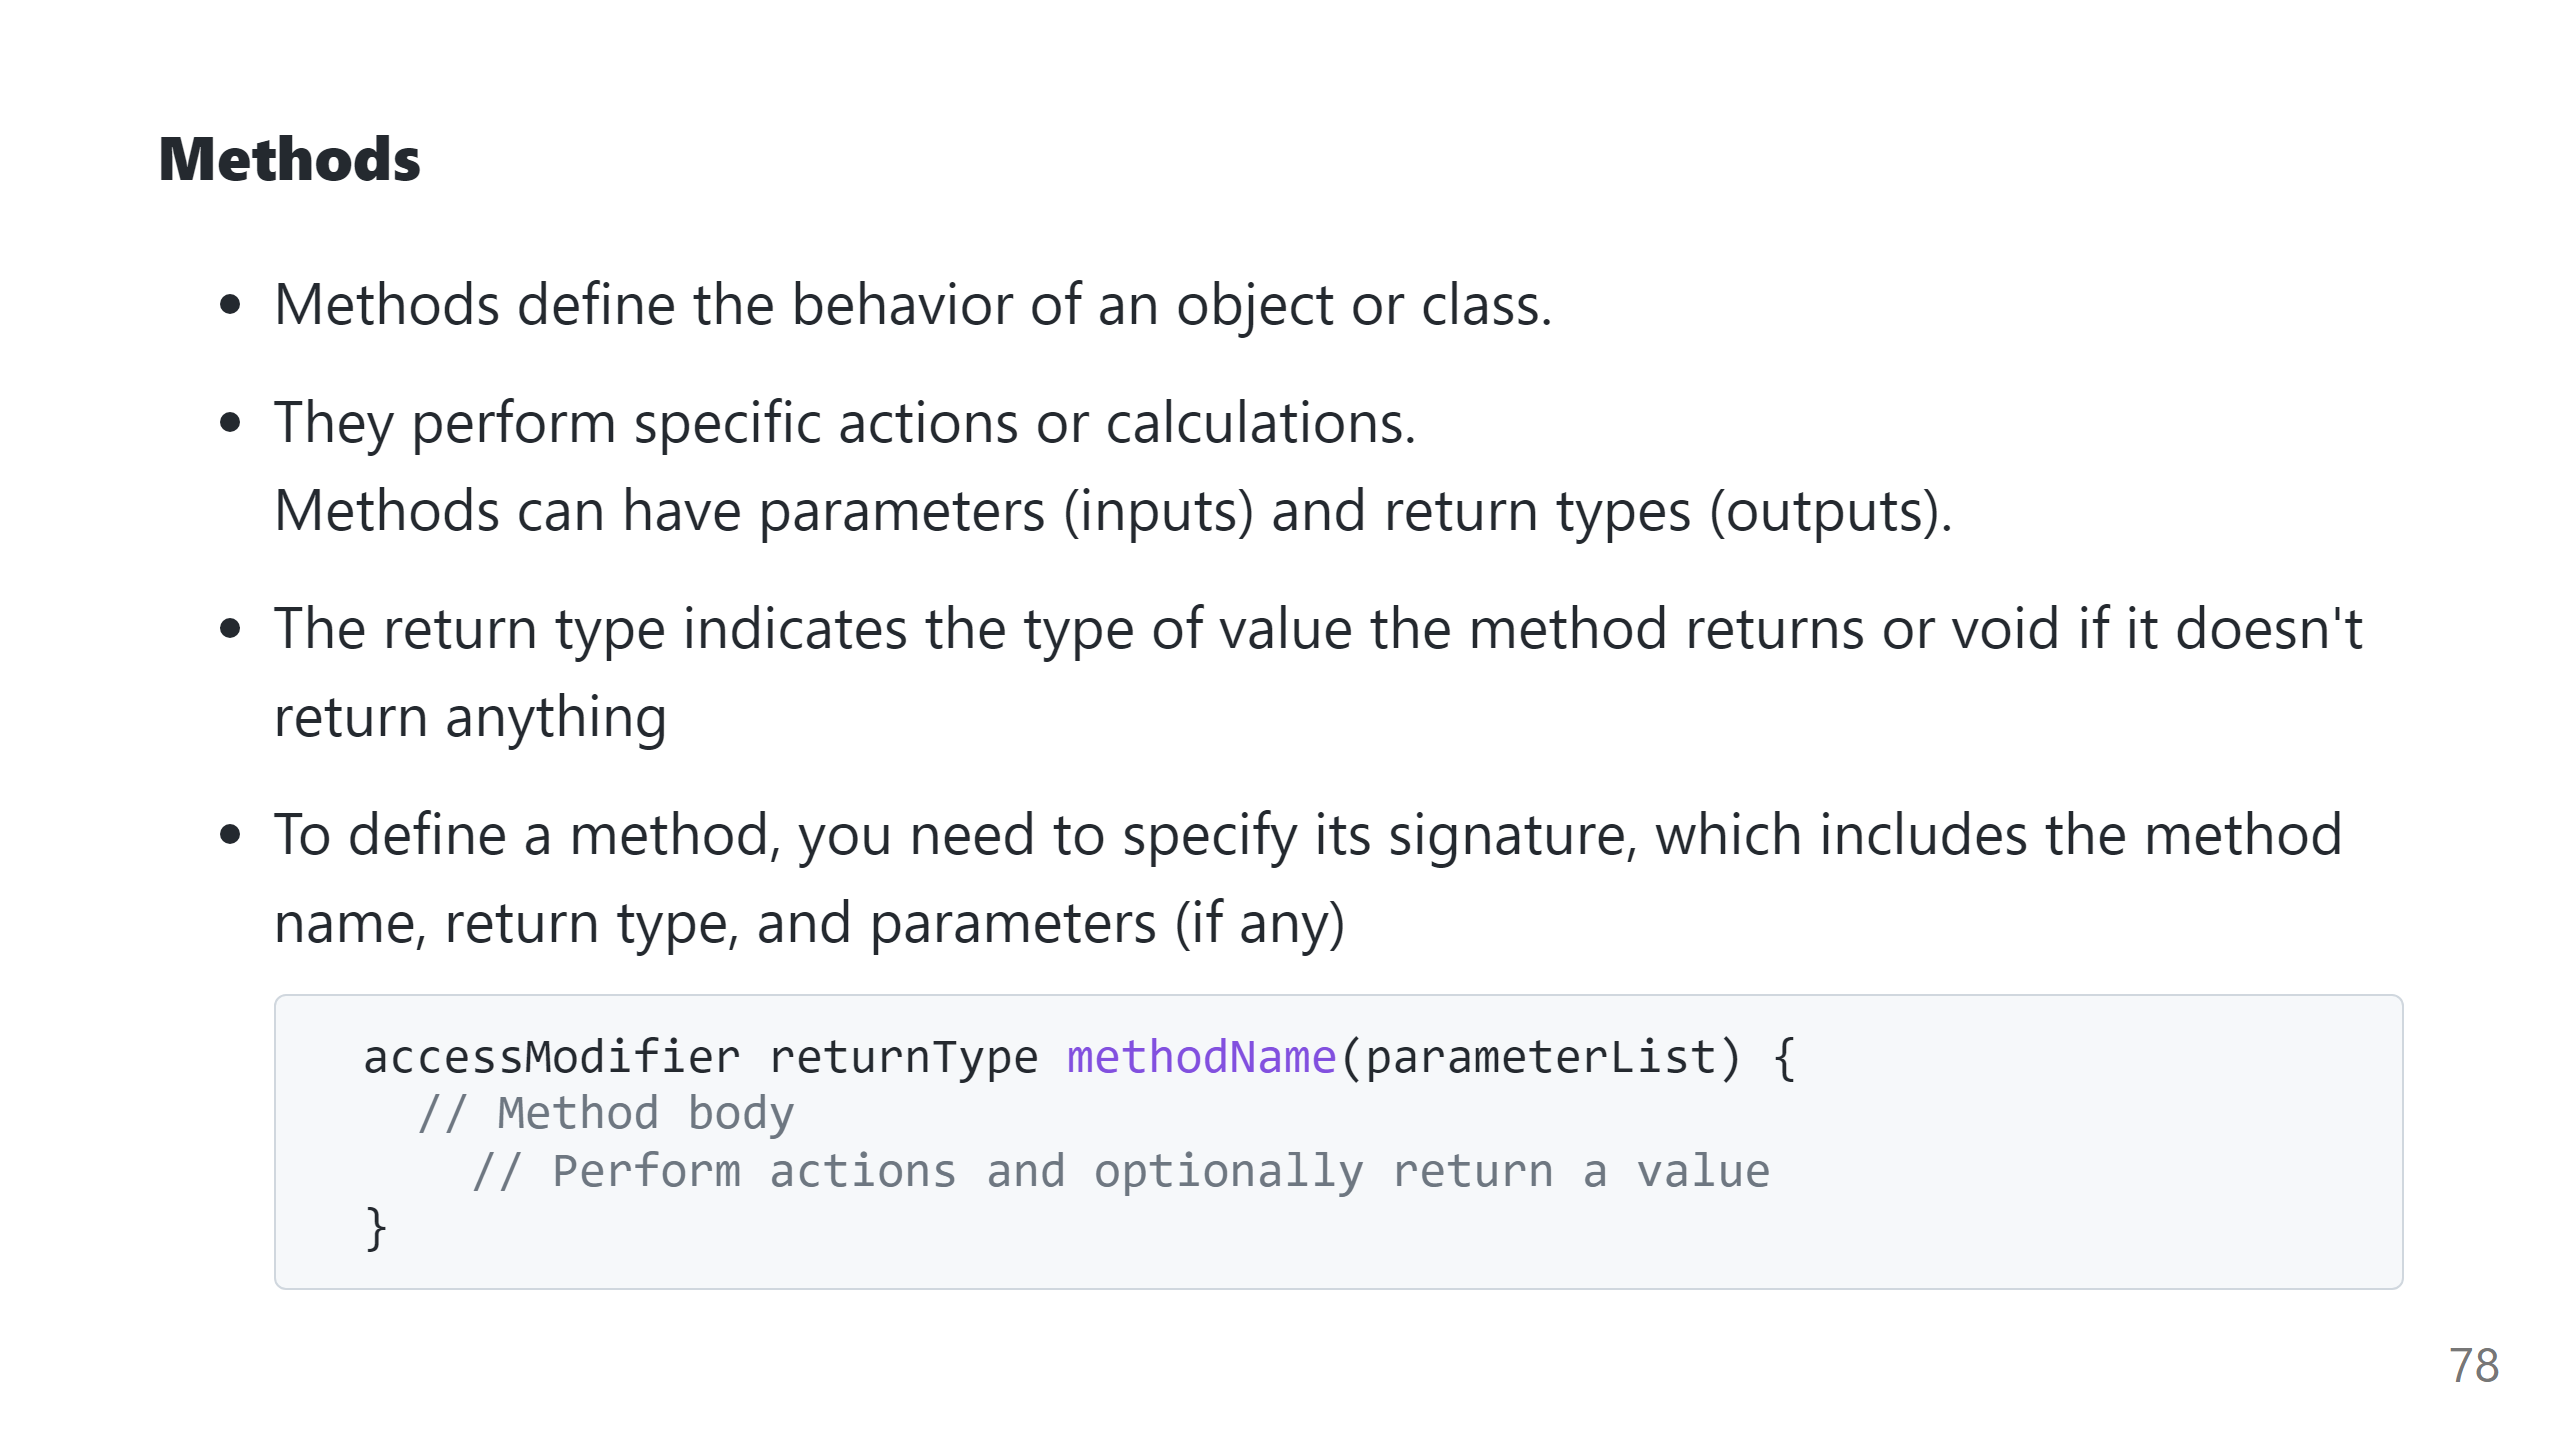 Methods
• Methods define the behavior of an object or class.
• They perform specific actions or calculations.
Methods can have parameters (inputs) and return types (outputs).
• The return type indicates the type of value the method returns or void if it doesn't
return anything
• To define a method, you need to specify its signature, which includes the method
name, return type, and parameters (if any)
accessModifier returnType methodName(parameterList) {
  // Method body
    // Perform actions and optionally return a value
}
78